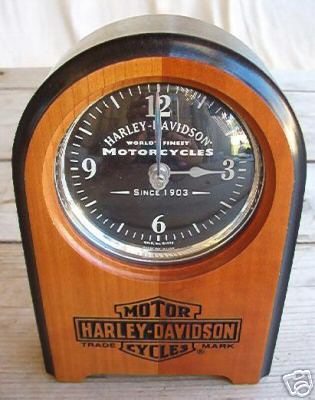 12
HARLEY-DAVIDSON
WORLD'S FINEST
MOTORCYCLES
9
3
SINCE 1903
6
MOTOR
HARLEY-DAVIDSON
TRADE MARK
CYCLES ®